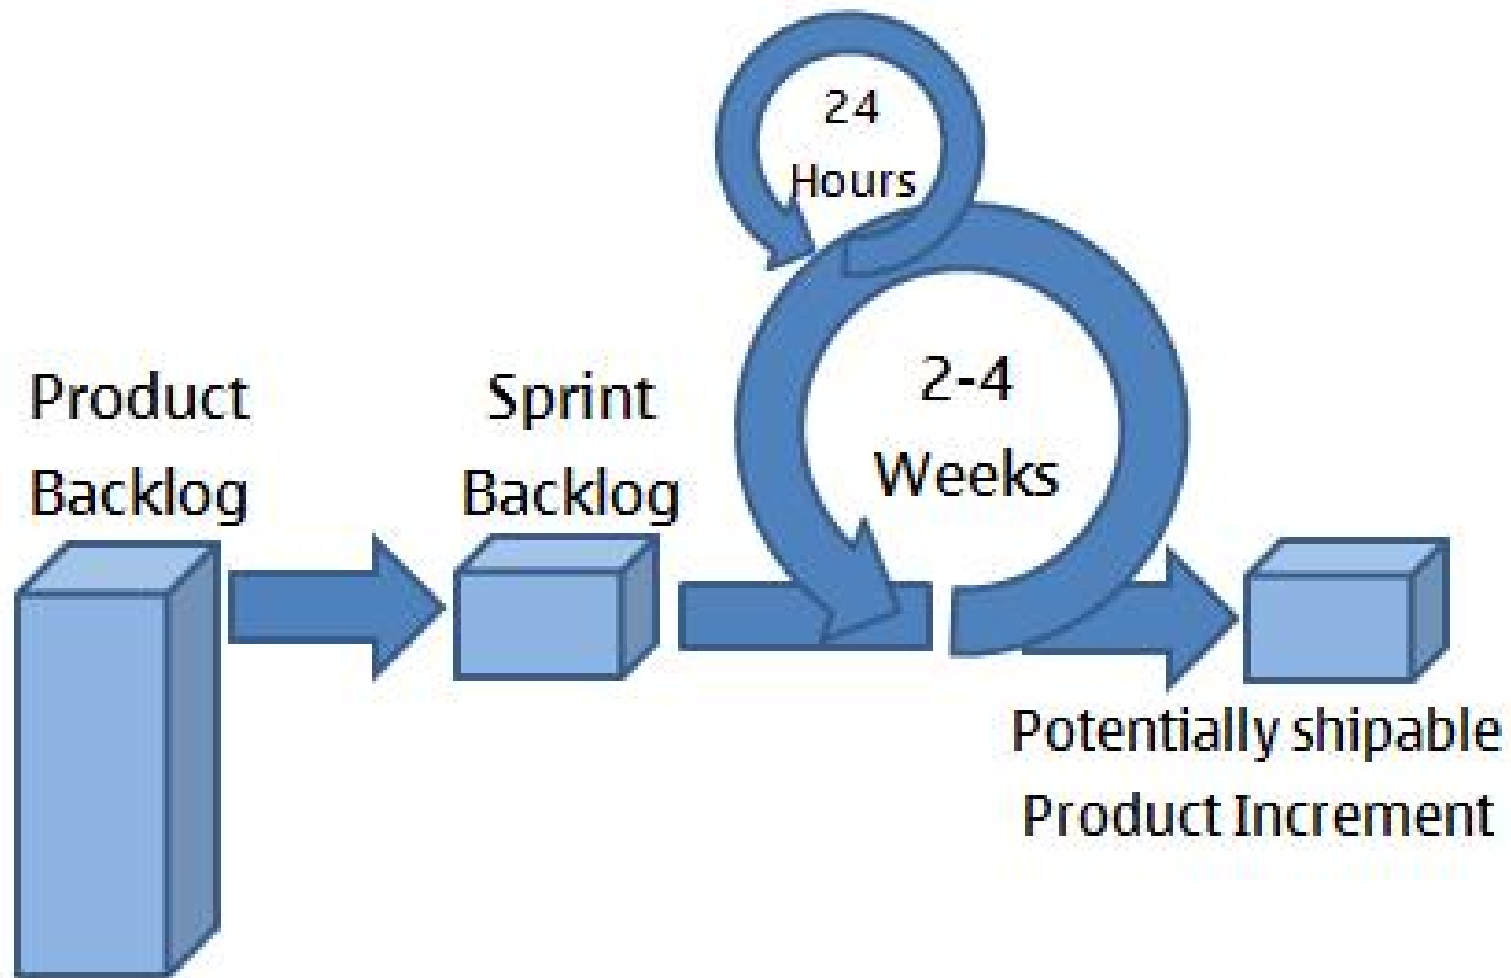 24
Hours
2-4
Weeks
Product
Backlog
Sprint
Backlog
Potentially shipable
Product Increment